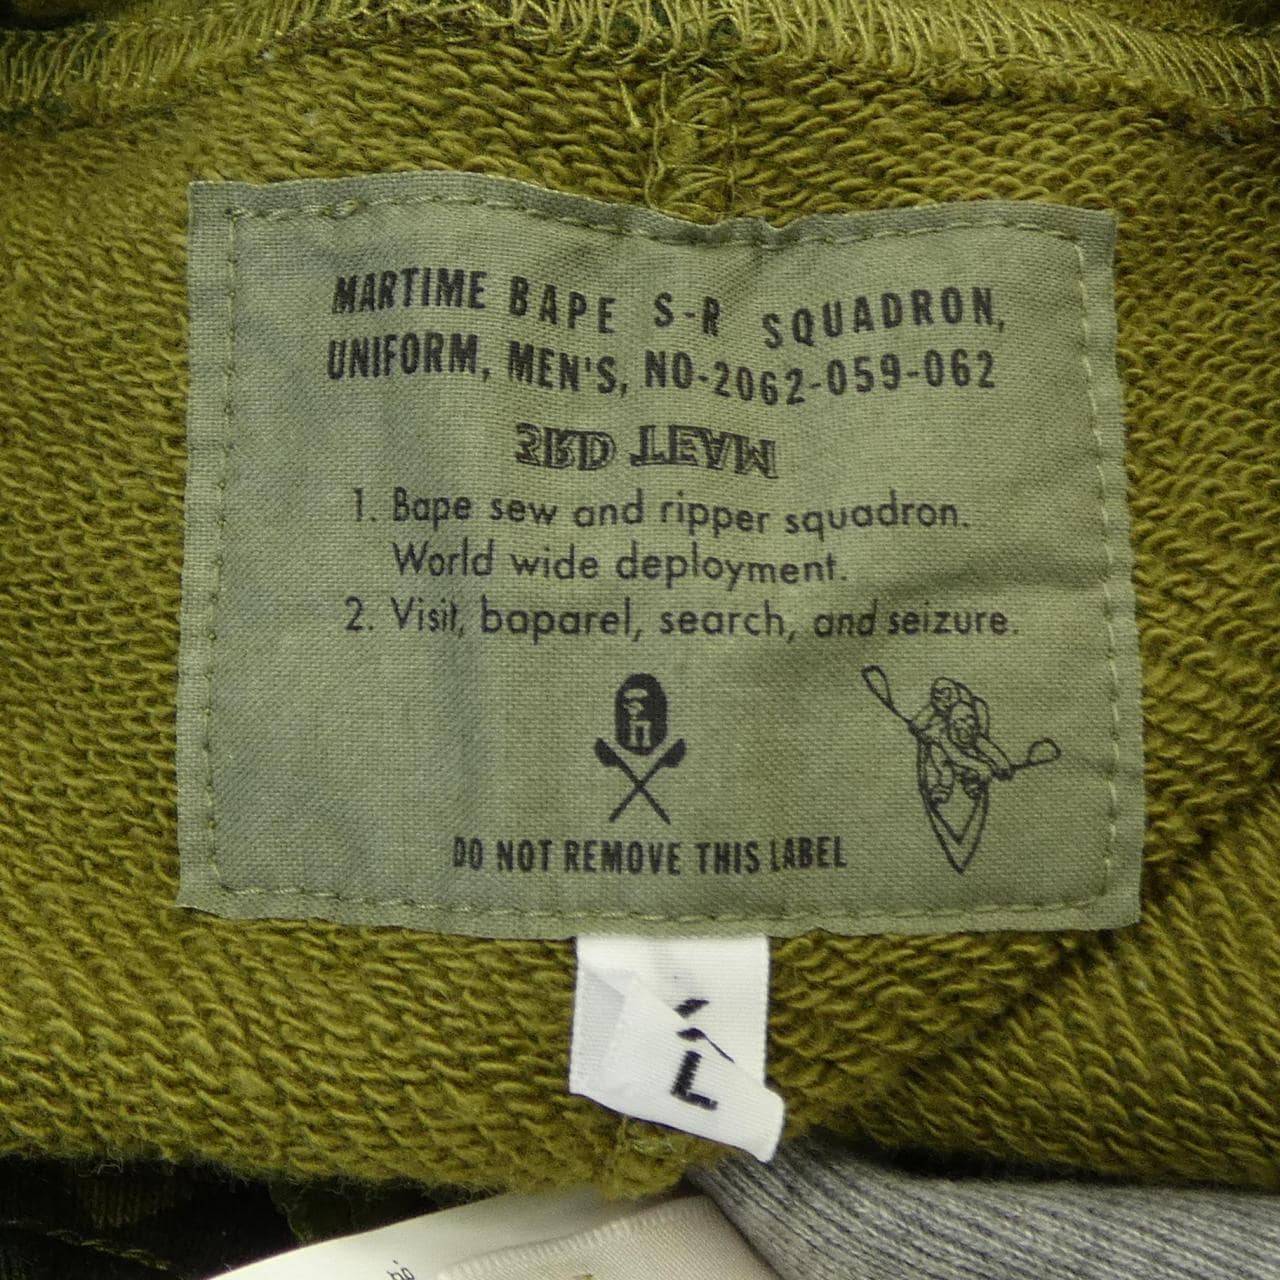 MARTIME BAPE S-R SQUADRON,
UNIFORM, MEN'S, NO-2062-059-062
3RD TEAM
1. Bape sew and ripper squadron.
World wide deployment.
2. Visit, baparel, search, and seizure.
DO NOT REMOVE THIS LABEL
L